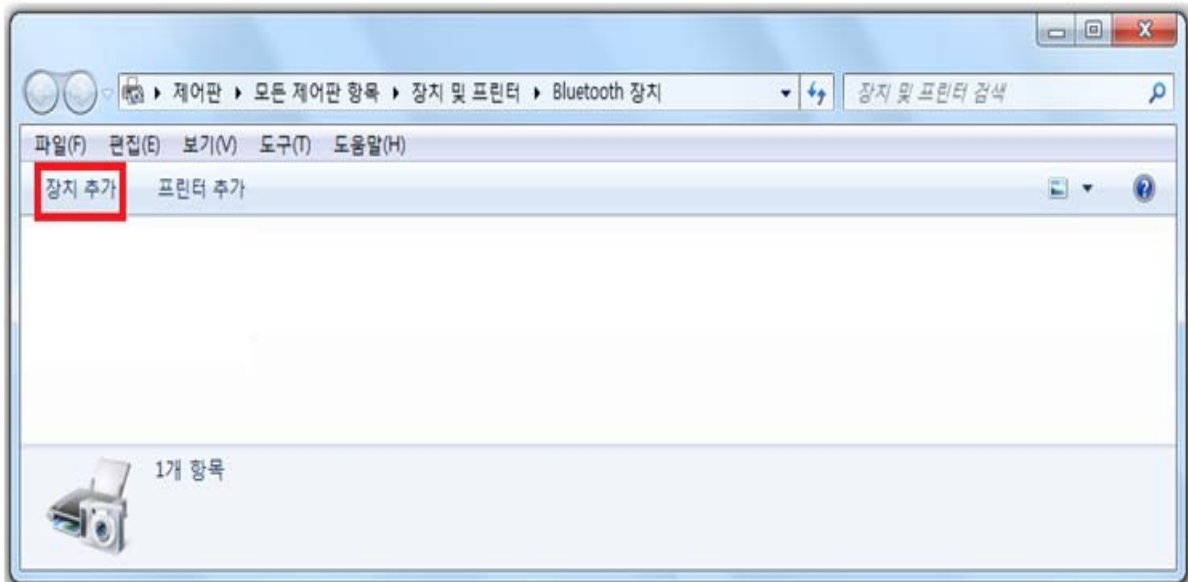 제어판 ▸ 모든 제어판 항목 ▸ 장치 및 프린터 ▸ Bluetooth 장치 장치 및 프린터 검색
파일(F) 편집(E) 보기(V) 도구(T) 도움말(H)
장치 추가 프린터 추가
1개 항목